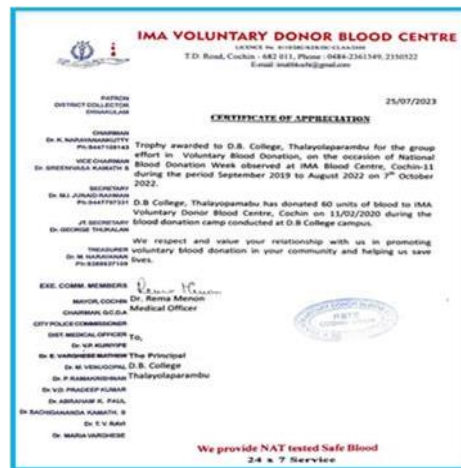 IMA VOLUNTARY DONOR BLOOD CENTRE
T.D. Road, Cochin - 682 011, Phone : 0484-2361549, 2350522
25/07/2023
CERTIFICATE OF APPRECIATION
Trophy awarded to D.B. College, Thalayolaparambu for the group
effort in Voluntary Blood Donation, on the occasion of National
Blood Donation Week observed at IMA Blood Centre, Cochin-11
during the period September 2019 to August 2022 on 7th October
2022.
D.B College, Thalayopamabu has donated 60 units of blood to IMA
Voluntary Donor Blood Centre, Cochin on 11/02/2020 during the
blood donation camp conducted at D.B College campus.
We respect and value your relationship with us in promoting
voluntary blood donation in your community and helping us save
lives.
Dr. Rema Menon
Medical Officer
To,
The Principal
D.B. College
Thalayolaparambu
PATRON
DISTRICT COLLECTOR
ERNAKULAM
CHAIRMAN
Dr. K. NARAYANANKUTTY
VICE CHAIRMAN
Dr. SREENIVASA KAMATH S
SECRETARY
Dr. M.I. JUNAID RAHMAN
JT. SECRETARY
Dr. GEORGE THUKALAN
TREASURER
Dr. M. NARAYANAN
EXE. COMM. MEMBERS
MAYOR, COCHIN
CHAIRMAN, G.C.D.A
CITY POLICE COMMISSIONER
DIST. MEDICAL OFFICER
Dr. V.P. KURIYIPE
Dr. E. VARGHESE MATHEW
Dr. M. VENUGOPAL
Dr. P. RAMAKRISHNAN
Dr. V.D. PRADEEP KUMAR
Dr. ABRAHAM K. PAUL
Dr. SACHIDANANDA KAMATH. S
Dr. T.V. RAVI
Dr. MARIA VARGHESE
We provide NAT tested Safe Blood
24 x 7 Service